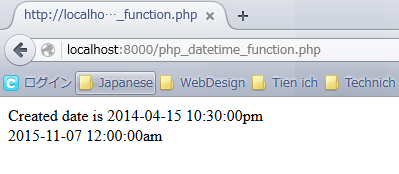 http://localho..._function.php
localhost:8000/php_datetime_function.php
ログイン Japanese WebDesign Tien ich Technich
Created date is 2014-04-15 10:30:00pm
2015-11-07 12:00:00am